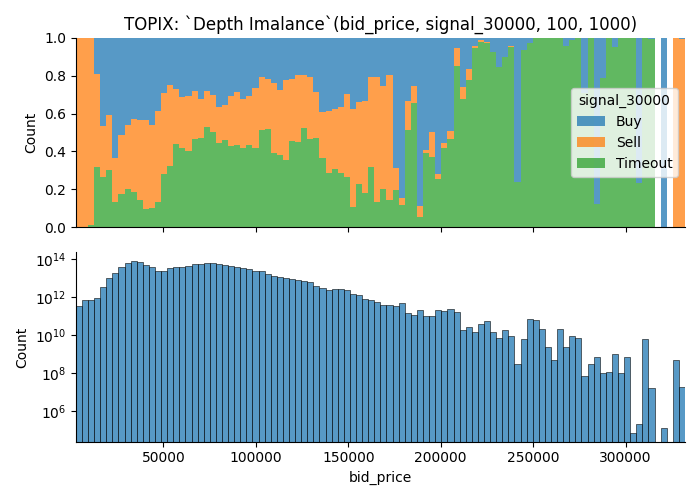 TOPIX: `Depth Imalance`(bid_price, signal_30000, 100, 1000)
1.0
0.8
0.6
0.4
0.2
0.0
Count
signal_30000
Buy
Sell
Timeout
10^14
10^12
10^10
10^8
10^6
Count
50000 100000 150000 200000 250000 300000
bid_price